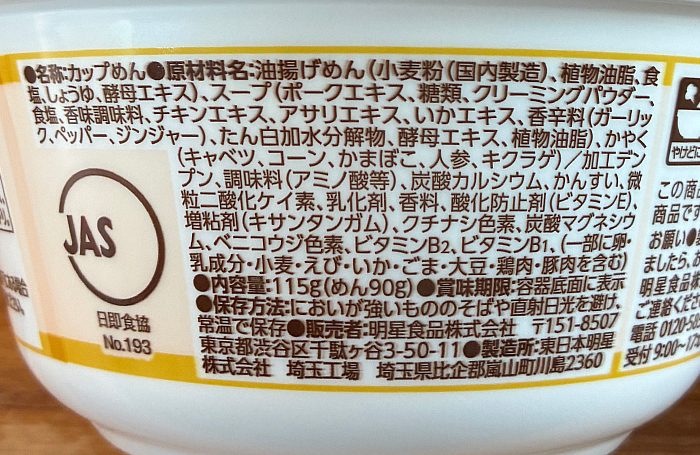 ●名称:カップめん●原材料名:油揚げめん(小麦粉(国内製造)、植物油脂、食
塩、しょうゆ、酵母エキス)、スープ(ポークエキス、糖類、クリーミングパウダー、
食塩、香味調味料、チキンエキス、アサリエキス、いかエキス、香辛料(ガーリッ
ク、ペッパー、ジンジャー)、たん白加水分解物、酵母エキス、植物油脂)、かやく
(キャベツ、コーン、かまぼこ、人参、キクラゲ)/加工デン
プン、調味料(アミノ酸等)、炭酸カルシウム、かんすい、微
粒二酸化ケイ素、乳化剤、香料、酸化防止剤(ビタミンE)、
増粘剤(キサンタンガム)、クチナシ色素、炭酸マグネシウ
ム、ベニコウジ色素、ビタミンB2、ビタミンB1、(一部に卵・
乳成分・小麦・えび・いか・ごま・大豆・鶏肉・豚肉を含む)
●内容量:115g(めん90g)●賞味期限:容器底面に表示
●保存方法:においが強いもののそばや直射日光を避け、
常温で保存●販売者:明星食品株式会社 〒151-8507
東京都渋谷区千駄ヶ谷3-50-11●製造所:東日本明星
株式会社 埼玉工場 埼玉県比企郡嵐山町川島2360
JAS
日即食協
No.193
やけどに
この商
商品で
お願い
ましたら、お
明星食品株
ご連絡くだ
電話 0120-50
受付 9:00~17